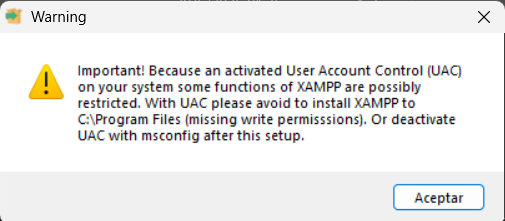 Warning
Important! Because an activated User Account Control (UAC)
on your system some functions of XAMPP are possibly
restricted. With UAC please avoid to install XAMPP to
C:\Program Files (missing write permisssions). Or deactivate
UAC with msconfig after this setup.
Aceptar